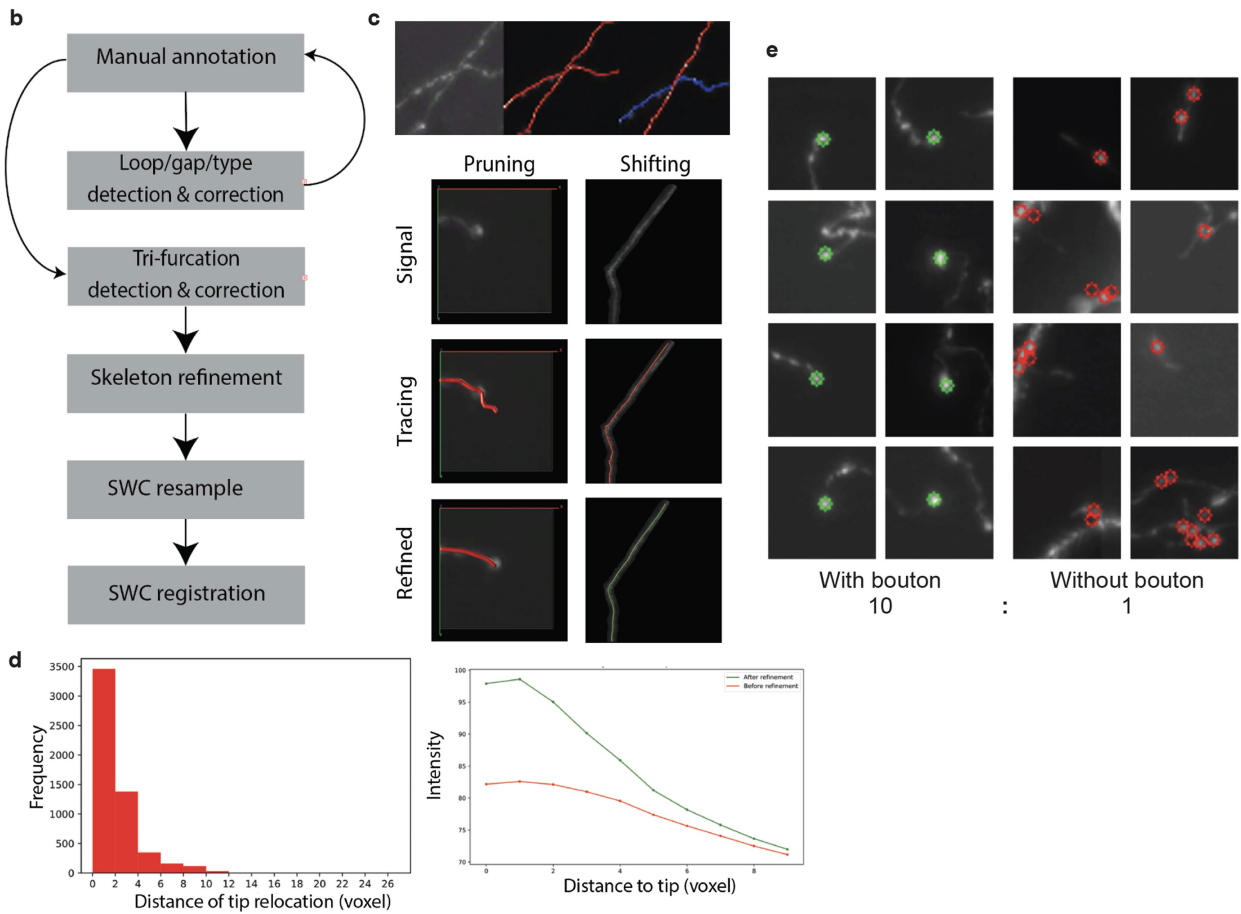 b
Manual annotation
Loop/gap/type
detection & correction
Tri-furcation
detection & correction
Skeleton refinement
SWC resample
SWC registration
c
Pruning
Shifting
Signal
Tracing
Refined
e
With bouton
Without bouton
10 : 1
d
3500
3000
2500
2000
1500
1000
500
0
Frequency
0 2 4 6 8 10 12 14 16 18 20 22 24 26
Distance of tip relocation (voxel)
100
95
90
85
80
75
70
Intensity
After refinement
Before refinement
0 2 4 6 8
Distance to tip (voxel)